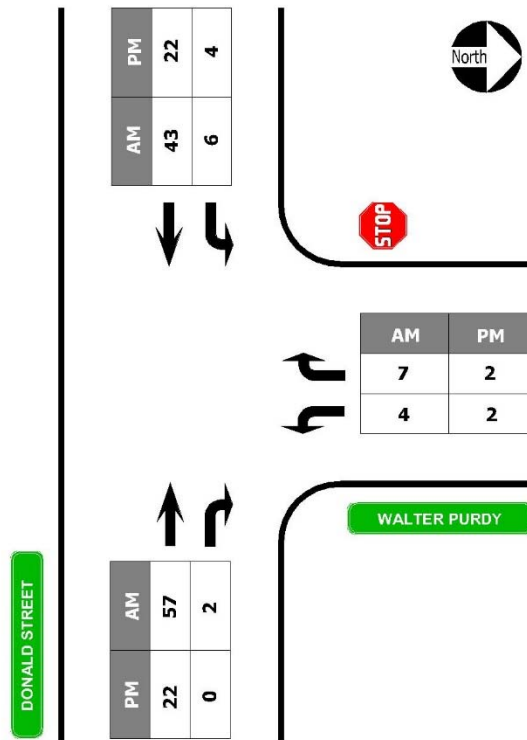 PM 22 4
AM 43 6
North
STOP
AM PM
7 2
4 2
WALTER PURDY
AM 57 2
PM 22 0
DONALD STREET